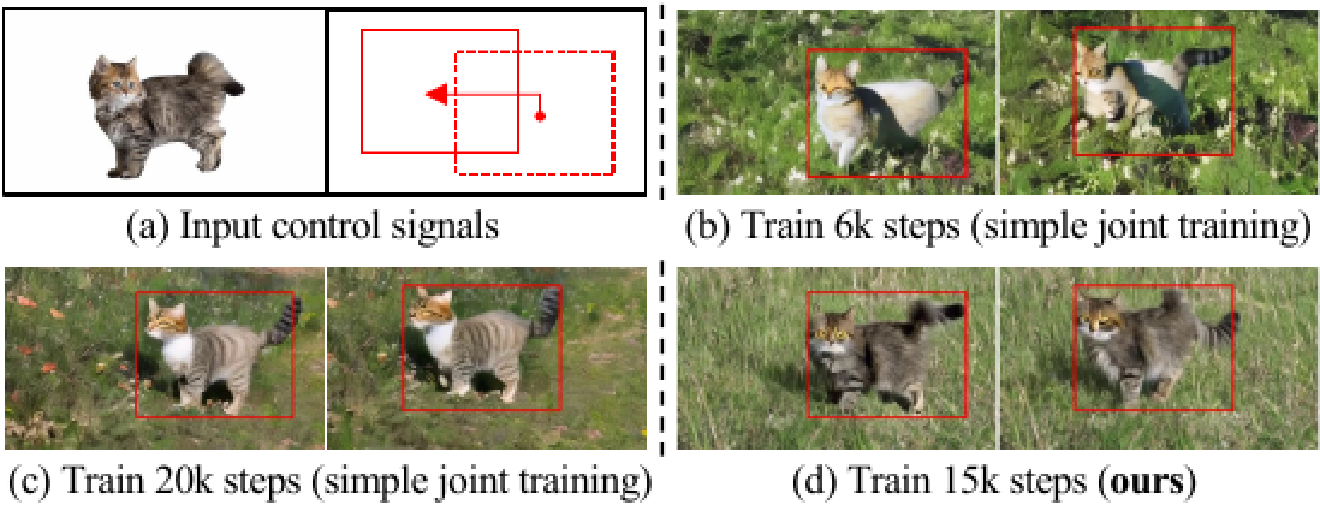 (a) Input control signals
(b) Train 6k steps (simple joint training)
(c) Train 20k steps (simple joint training)
(d) Train 15k steps (ours)